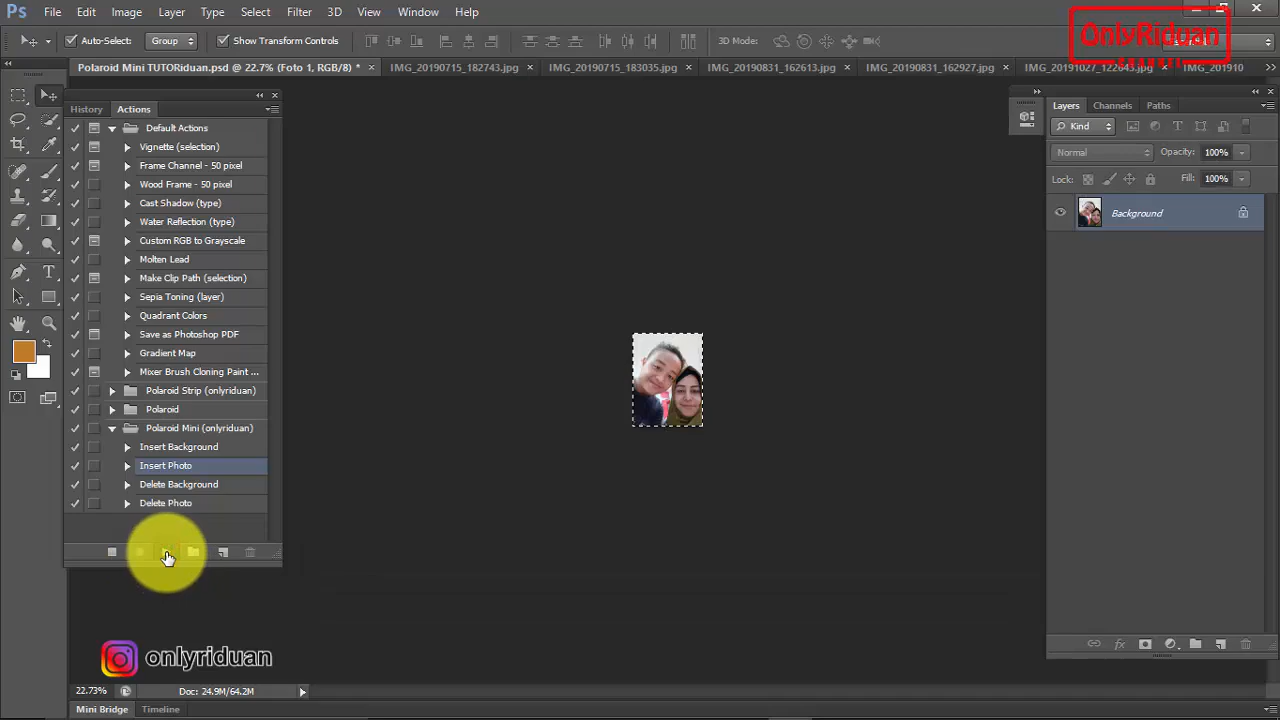 Ps File Edit Image Layer Type Select Filter 3D View Window Help
OnlyRiduan
Auto-Select: Group Show Transform Controls 3D Mode:
Polaroid Mini TUTORiduan.psd @ 22.7% (Foto 1, RGB/8) * × IMG_20190715_182743.jpg × IMG_20190715_183035.jpg × IMG_20190831_162613.jpg × IMG_20190831_162927.jpg × IMG_20191027_122643.jpg × IMG_201910
History Actions
Layers Channels Paths
Default Actions
Kind
Vignette (selection)
Normal Opacity: 100%
Frame Channel - 50 pixel
Lock: Fill: 100%
Wood Frame - 50 pixel
Cast Shadow (type)
Background
Water Reflection (type)
Custom RGB to Grayscale
Molten Lead
Make Clip Path (selection)
Sepia Toning (layer)
Quadrant Colors
Save as Photoshop PDF
Gradient Map
Mixer Brush Cloning Paint ...
Polaroid Strip (onlyriduan)
Polaroid
Polaroid Mini (onlyriduan)
Insert Background
Insert Photo
Delete Background
Delete Photo
onlyriduan
22.73% Doc: 24.9M/64.2M
Mini Bridge Timeline